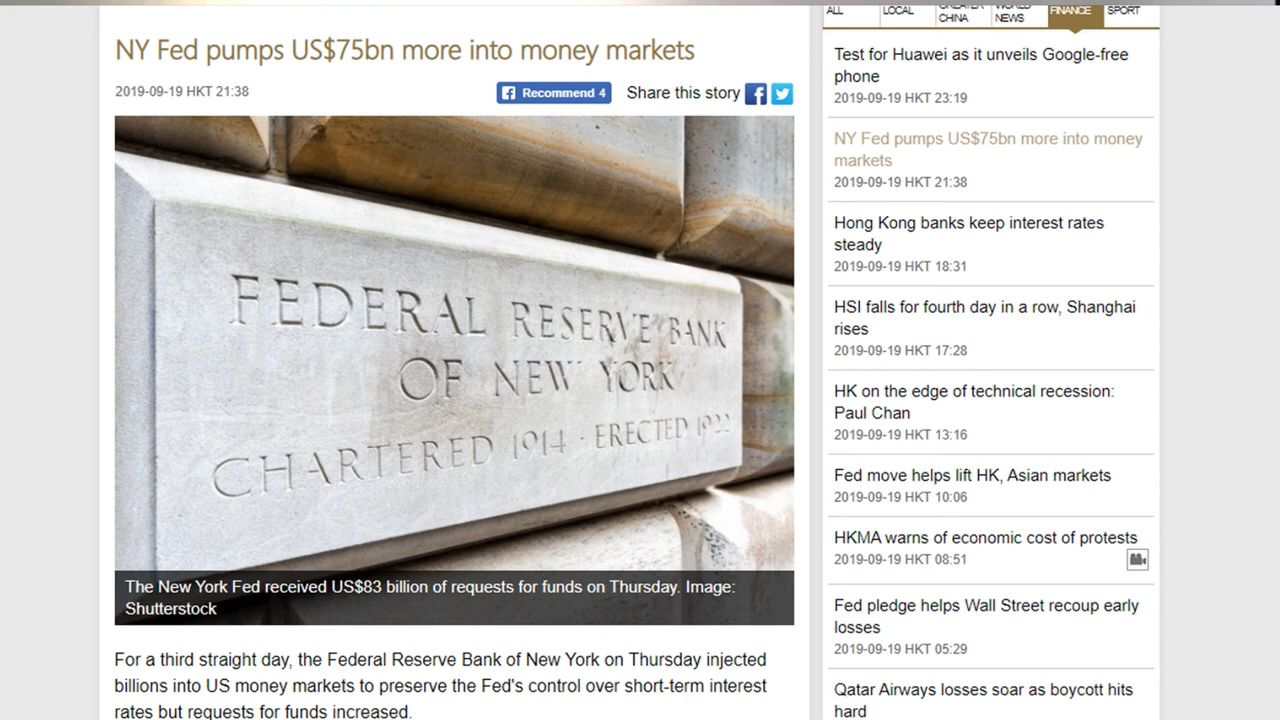 NY Fed pumps US$75bn more into money markets
2019-09-19 HKT 21:38
Recommend 4
Share this story
FEDERAL RESERVE BANK
OF NEW YORK
CHARTERED 1914 · ERECTED 1922
The New York Fed received US$83 billion of requests for funds on Thursday. Image:
Shutterstock
For a third straight day, the Federal Reserve Bank of New York on Thursday injected
billions into US money markets to preserve the Fed's control over short-term interest
rates but requests for funds increased.
ALL
LOCAL
GREATER
CHINA
WORLD
NEWS
FINANCE
SPORT
Test for Huawei as it unveils Google-free
phone
2019-09-19 HKT 23:19
NY Fed pumps US$75bn more into money
markets
2019-09-19 HKT 21:38
Hong Kong banks keep interest rates
steady
2019-09-19 HKT 18:31
HSI falls for fourth day in a row, Shanghai
rises
2019-09-19 HKT 17:28
HK on the edge of technical recession:
Paul Chan
2019-09-19 HKT 13:16
Fed move helps lift HK, Asian markets
2019-09-19 HKT 10:06
HKMA warns of economic cost of protests
2019-09-19 HKT 08:51
Fed pledge helps Wall Street recoup early
losses
2019-09-19 HKT 05:29
Qatar Airways losses soar as boycott hits
hard